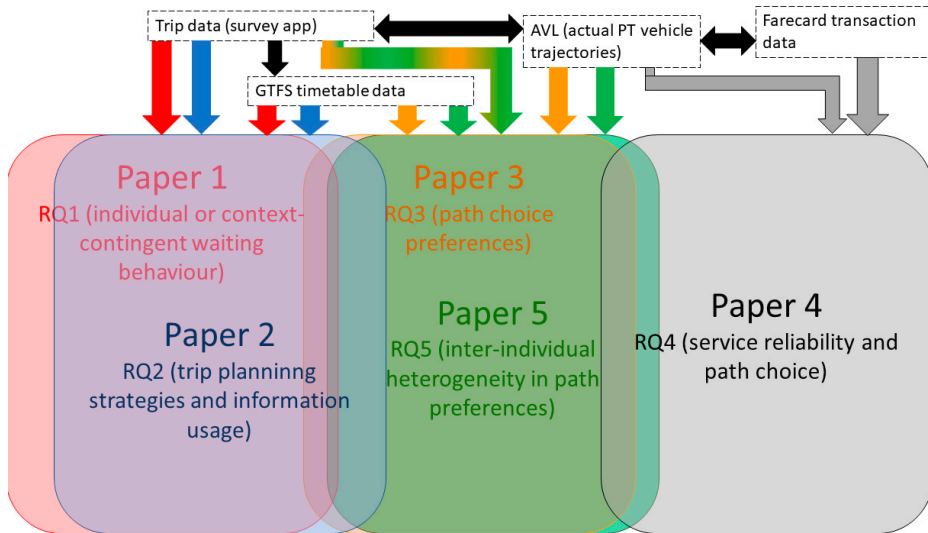 Trip data (survey app)
AVL (actual PT vehicle
trajectories)
Farecard transaction
data
GTFS timetable data
Paper 1
RQ1 (individual or context-
contingent waiting
behaviour)
Paper 2
RQ2 (trip planninng
strategies and information
usage)
Paper 3
RQ3 (path choice
preferences)
Paper 5
RQ5 (inter-individual
heterogeneity in path
preferences)
Paper 4
RQ4 (service reliability and
path choice)